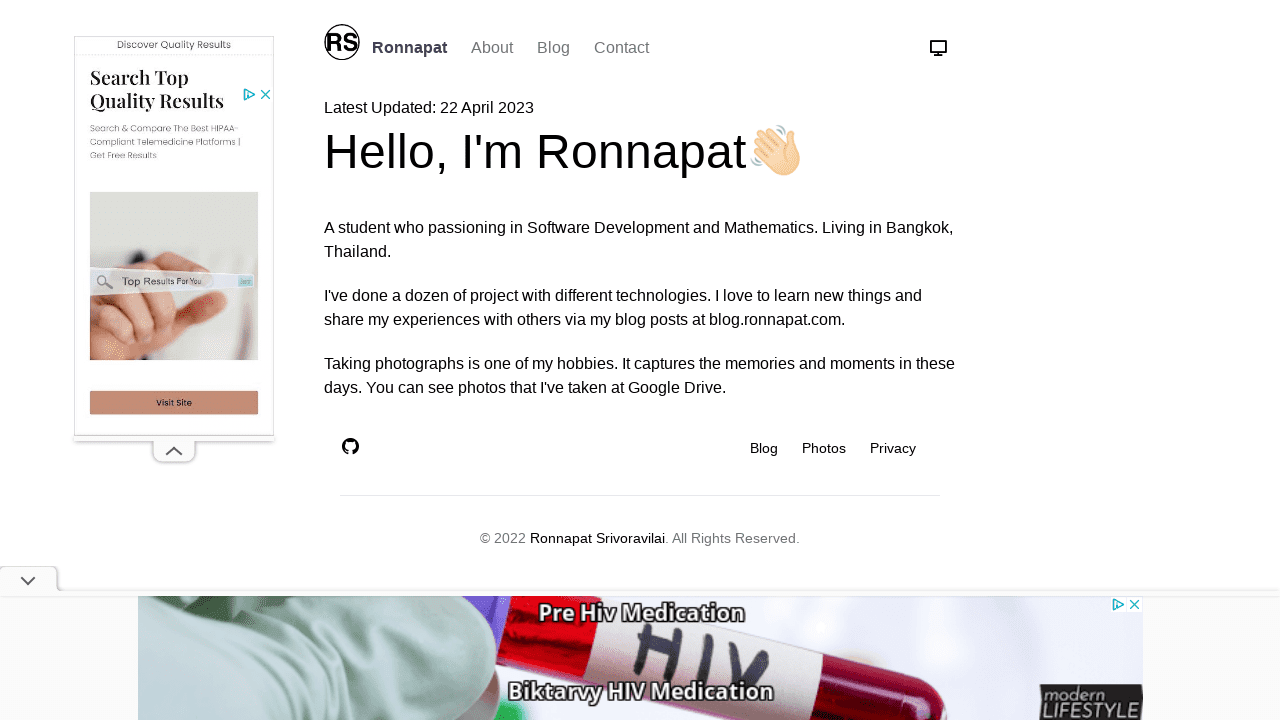 Discover Quality Results
Search Top
Quality Results
Search & Compare The Best HIPAA-
Compliant Telemedicine Platforms |
Get Free Results
Top Results For You
Visit Site
RS Ronnapat About Blog Contact
Latest Updated: 22 April 2023
Hello, I'm Ronnapat
A student who passioning in Software Development and Mathematics. Living in Bangkok,
Thailand.
I've done a dozen of project with different technologies. I love to learn new things and
share my experiences with others via my blog posts at blog.ronnapat.com.
Taking photographs is one of my hobbies. It captures the memories and moments in these
days. You can see photos that I've taken at Google Drive.
Blog Photos Privacy
© 2022 Ronnapat Srivoravilai. All Rights Reserved.
Pre Hiv Medication
HIV
Biktarvy HIV Medication
modern
LIFESTYLE